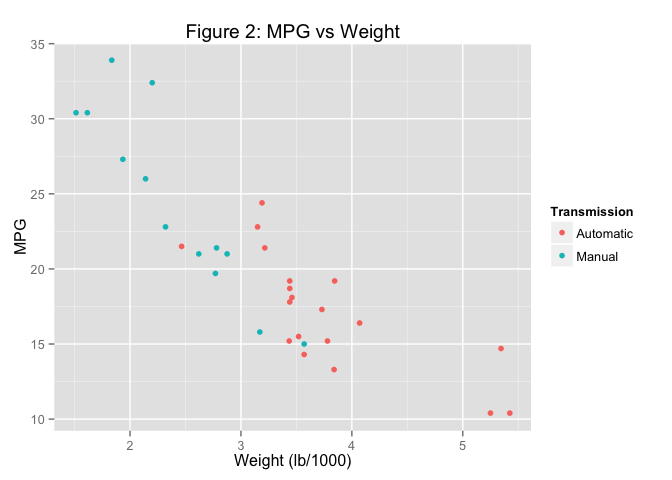 Figure 2: MPG vs Weight
35
30
25
20
15
10
MPG
2 3 4 5
Weight (lb/1000)
Transmission
Automatic
Manual